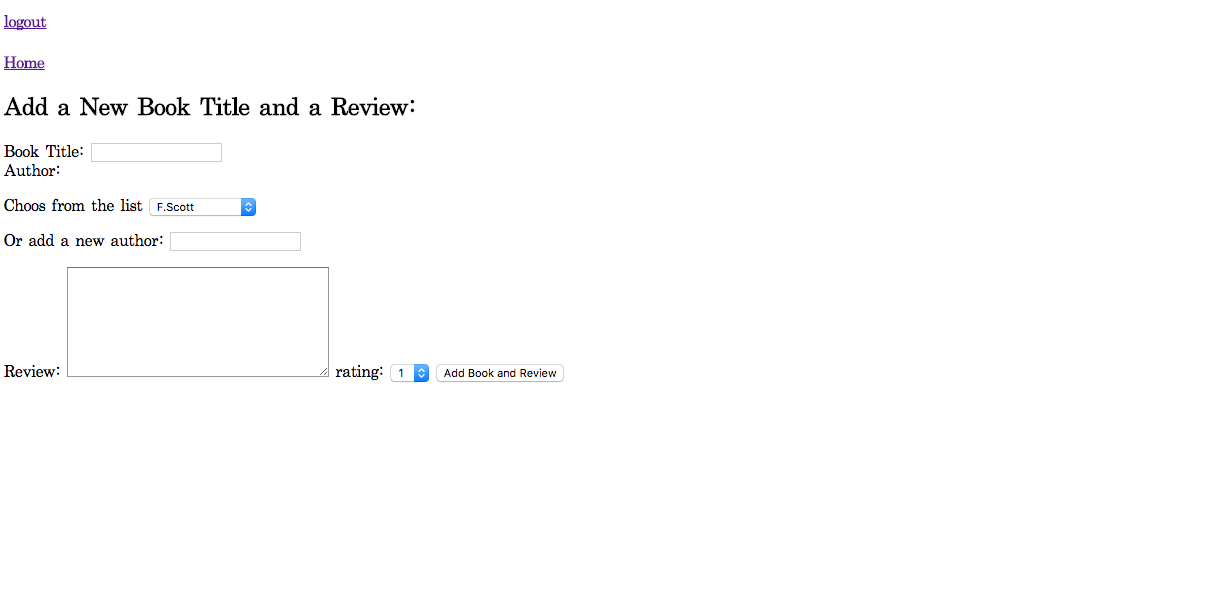 logout
Home
Add a New Book Title and a Review:
Book Title:
Author:
Choos from the list F.Scott
Or add a new author:
Review: rating: 1 Add Book and Review